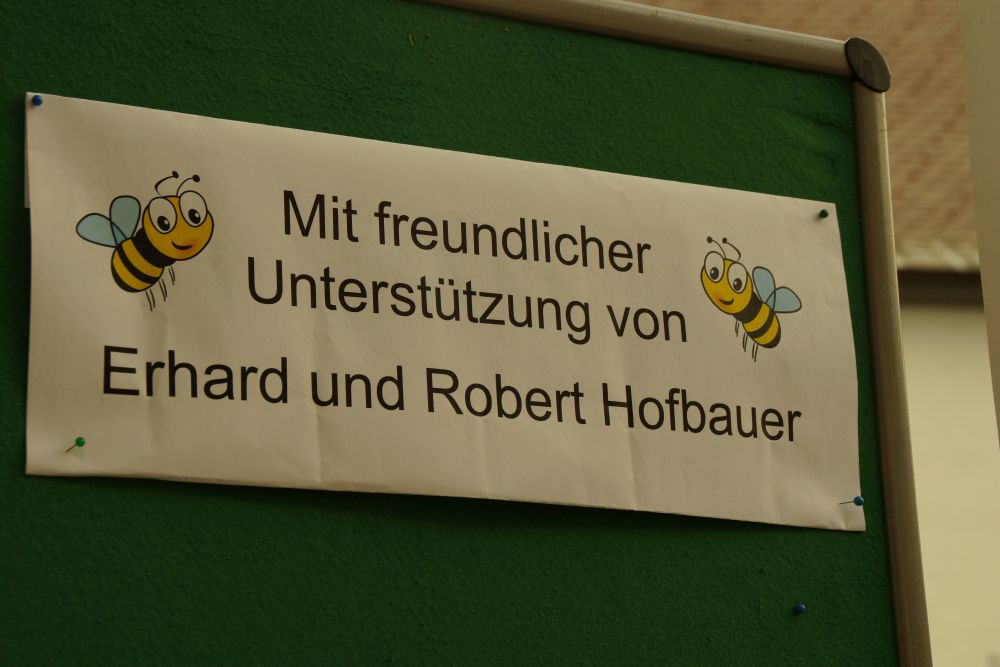 Mit freundlicher
Unterstützung von
Erhard und Robert Hofbauer